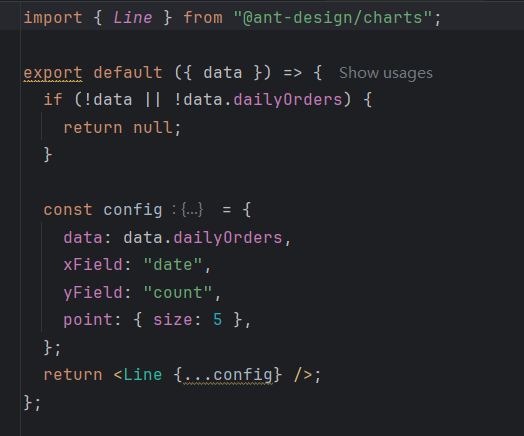 import { Line } from "@ant-design/charts";

export default ({ data }) => { Show usages
  if (!data || !data.dailyOrders) {
    return null;
  }

  const config : {...} = {
    data: data.dailyOrders,
    xField: "date",
    yField: "count",
    point: { size: 5 },
  };
  return <Line {...config} />;
};